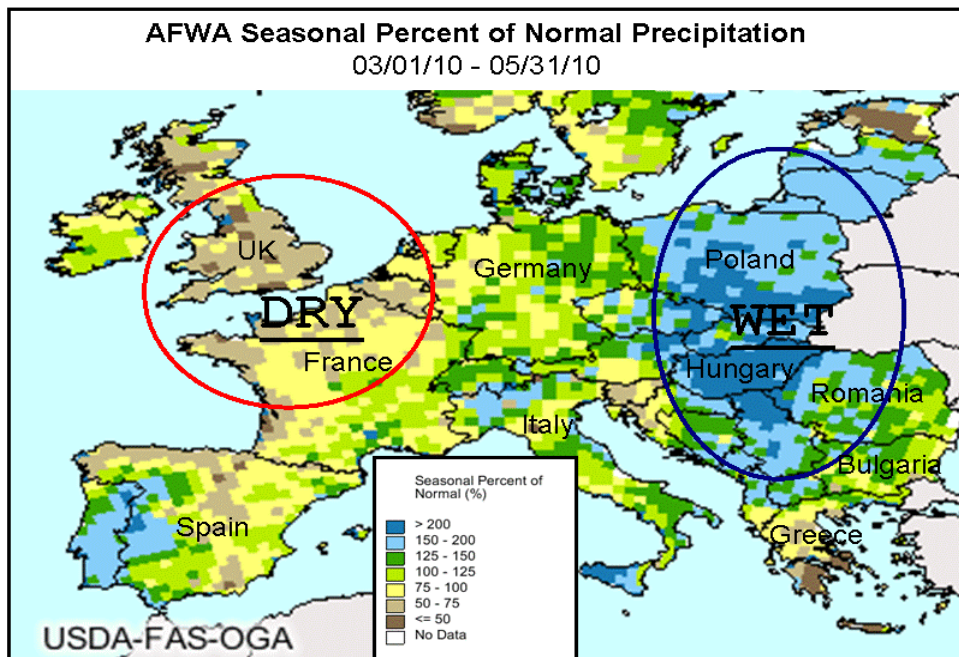 AFWA Seasonal Percent of Normal Precipitation
03/01/10 - 05/31/10
UK
Germany
Poland
DRY
WET
France
Hungary
Romania
Italy
Bulgaria
Spain
Greece
Seasonal Percent of
Normal (%)
> 200
150 - 200
125 - 150
100 - 125
75 - 100
50 - 75
<= 50
No Data
USDA-FAS-OGA